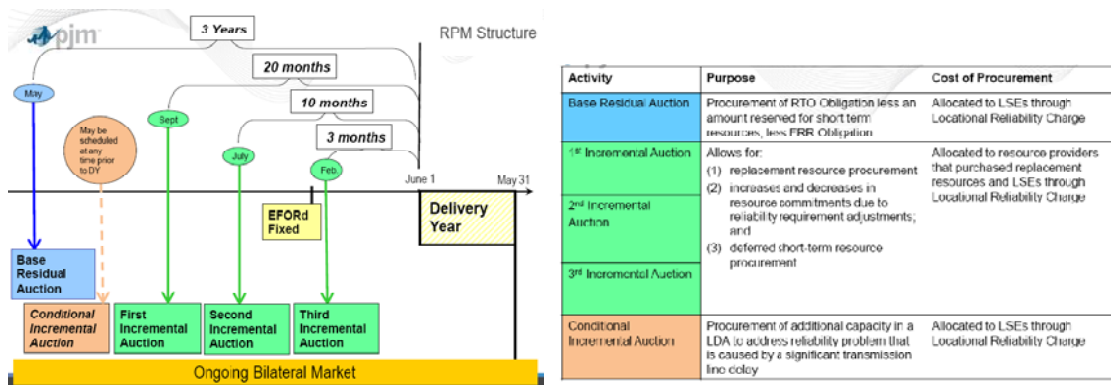 pjm
3 Years
RPM Structure
20 months
10 months
3 months
May
May be
scheduled
at any
time prior
to DY
Sept
July
Feb.
June 1
May 31
EFORd
Fixed
Delivery
Year
Base
Residual
Auction
Conditional
Incremental
Auction
First
Incremental
Auction
Second
Incremental
Auction
Third
Incremental
Auction
Ongoing Bilateral Market
Activity
Purpose
Cost of Procurement
Base Residual Auction
Procurement of RTO Obligation less an
amount reserved for short term
resources, less FRR Obligation
Allocated to LSEs through
Locational Reliability Charge
1st Incremental Auction
2nd Incremental
Auction
3rd Incremental Auction
Allows for:
(1) replacement resource procurement
(2) increases and decreases in
resource commitments due to
reliability requirement adjustments;
and
(3) deferred short-term resource
procurement
Allocated to resource providers
that purchased replacement
resources and LSEs through
Locational Reliability Charge
Conditional
Incremental Auction
Procurement of additional capacity in a
LDA to address reliability problem that
is caused by a significant transmission
line delay
Allocated to LSEs through
Locational Reliability Charge